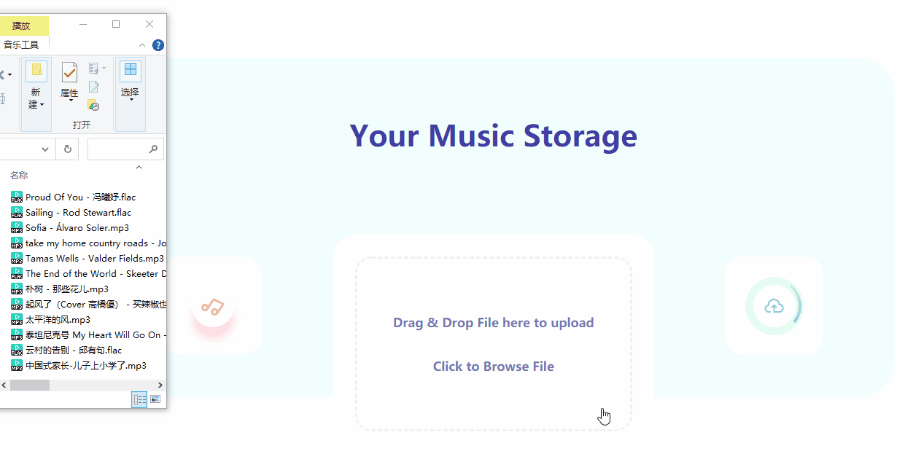 播放
音乐工具
新建
属性
选择
打开
名称
Proud Of You - 冯曦妤.flac
Sailing - Rod Stewart.flac
Sofia - Álvaro Soler.mp3
take my home country roads - Jo
Tamas Wells - Valder Fields.mp3
The End of the World - Skeeter D
朴树 - 那些花儿.mp3
起风了（Cover 高橋優） - 买辣椒也
太平洋的风.mp3
泰坦尼克号 My Heart Will Go On -
云村的告别 - 邱有句.flac
中国式家长-儿子上小学了.mp3
Your Music Storage
Drag & Drop File here to upload
Click to Browse File